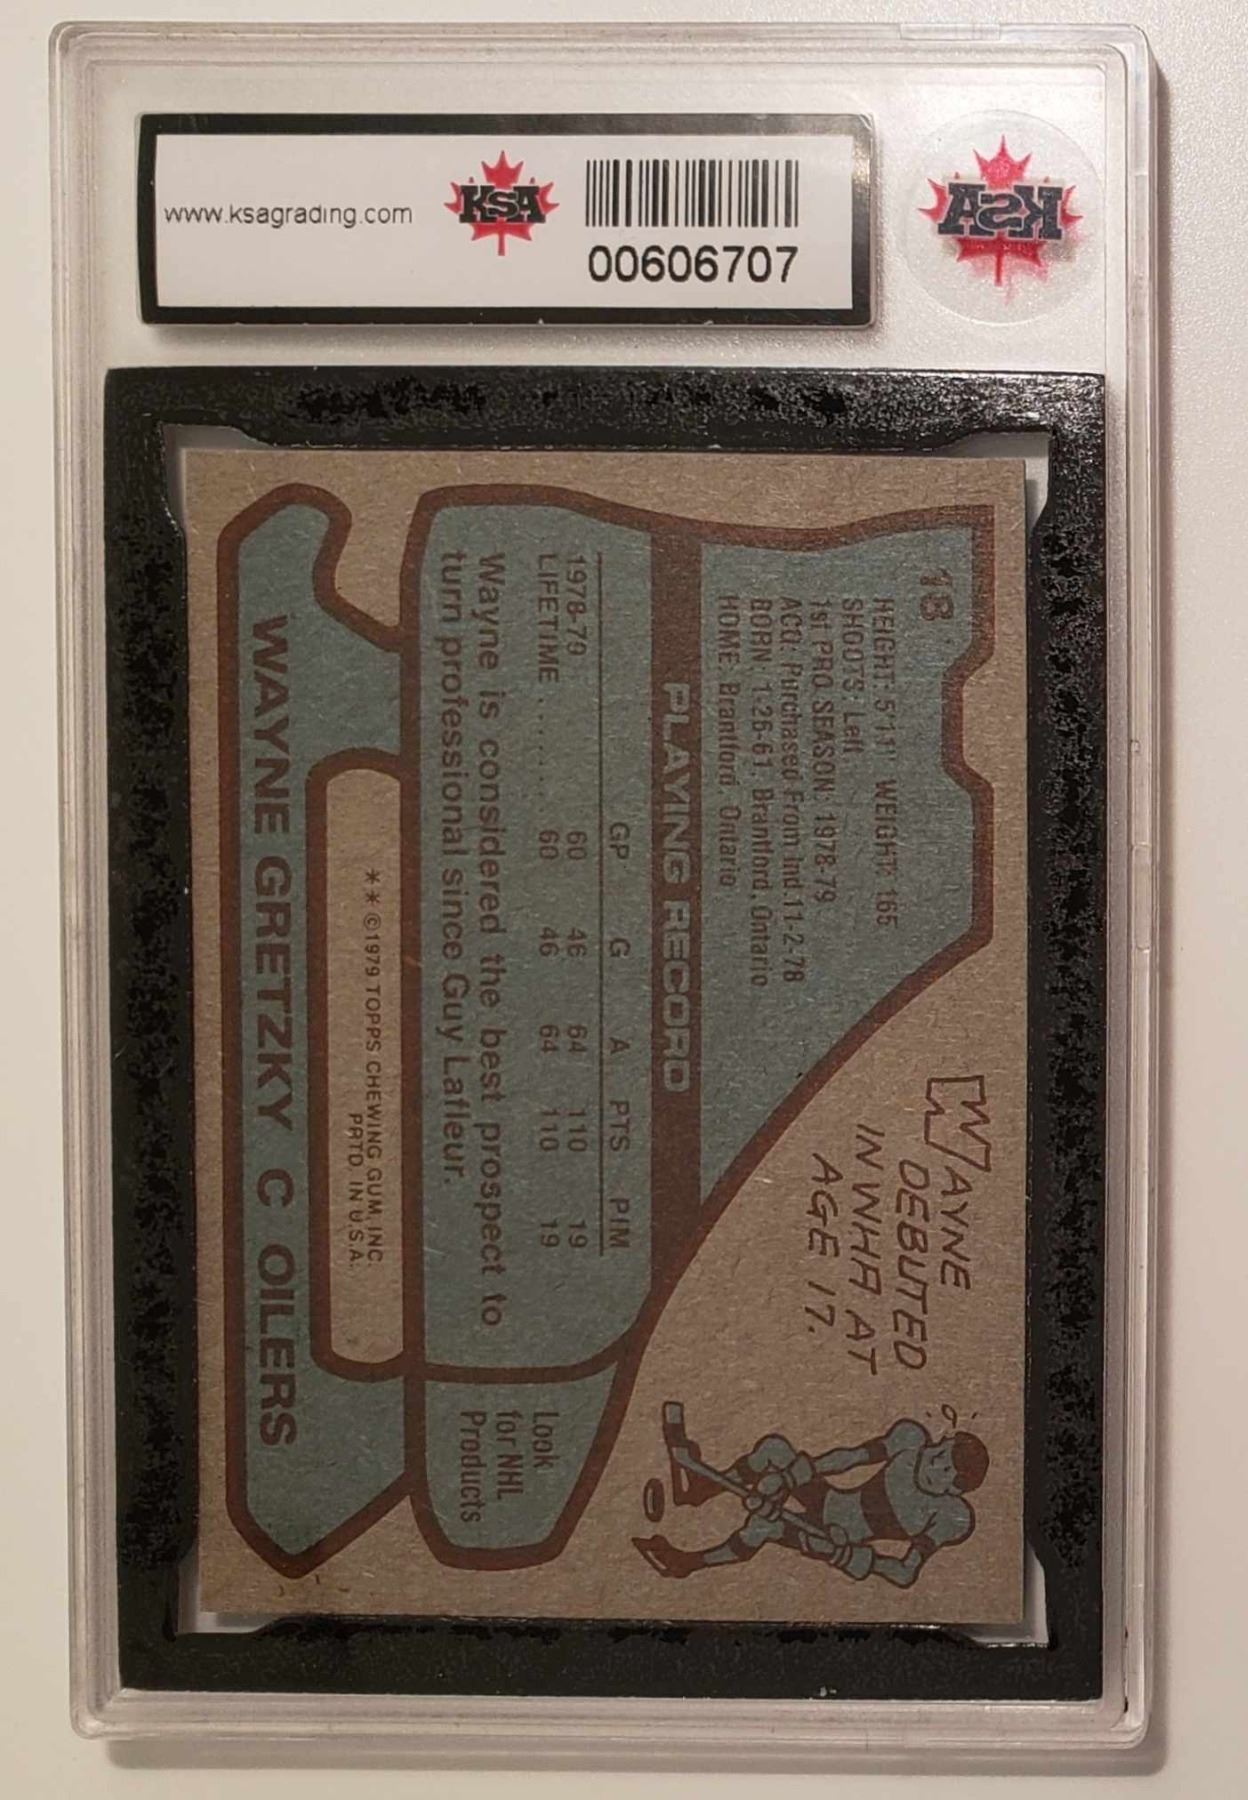 www.ksagrading.com
KSA
00606707
KSA
18
HEIGHT: 5'11" WEIGHT: 165
SHOOTS: Left
1st PRO SEASON: 1978-79
ACQ: Purchased From Ind. 11-2-78
BORN: 1-26-61, Brantford, Ontario
HOME: Brantford, Ontario
WAYNE
DEBUTED
IN WHA AT
AGE 17.
PLAYING RECORD
GP G A PTS PIM
1978-79 60 46 64 110 19
LIFETIME ........ 60 46 64 110 19
Wayne is considered the best prospect to
turn professional since Guy Lafleur.
Look
for NHL
Products
** ©1979 TOPPS CHEWING GUM, INC.
PRTD. IN U.S.A.
WAYNE GRETZKY C OILERS